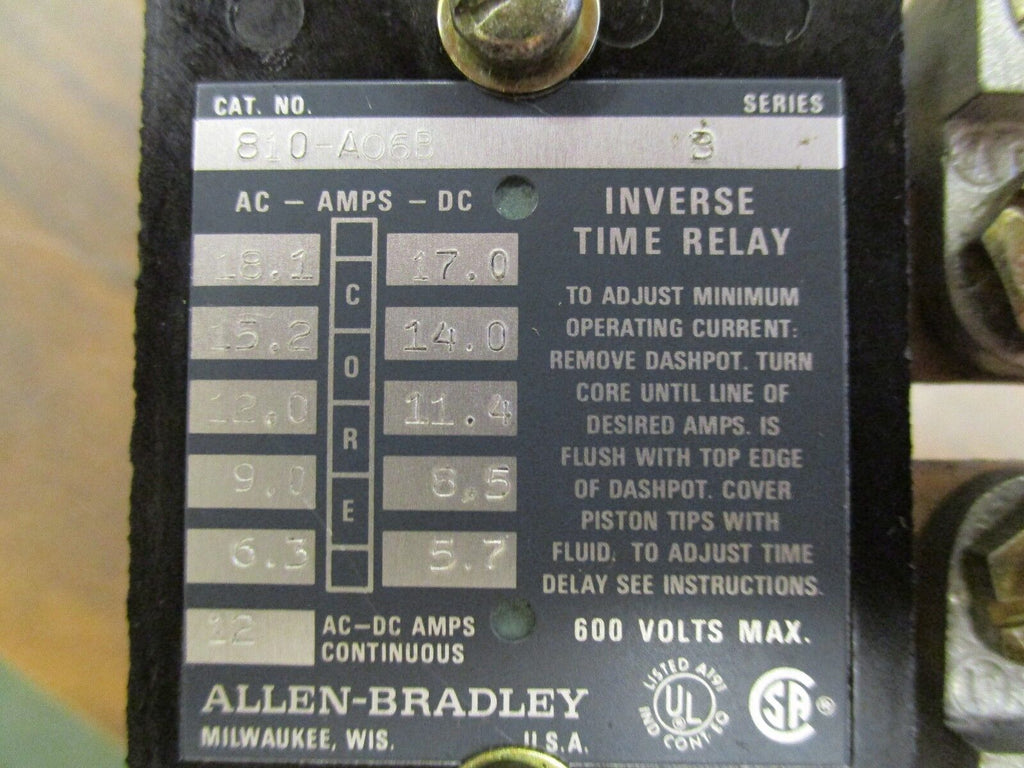 CAT. NO. SERIES
810-A06B B
AC - AMPS - DC
18.1 17.0
15.2 14.0
12.0 11.4
9.0 8.5
6.3 5.7
CORE
12 AC-DC AMPS
CONTINUOUS
INVERSE
TIME RELAY
TO ADJUST MINIMUM
OPERATING CURRENT:
REMOVE DASHPOT. TURN
CORE UNTIL LINE OF
DESIRED AMPS. IS
FLUSH WITH TOP EDGE
OF DASHPOT. COVER
PISTON TIPS WITH
FLUID. TO ADJUST TIME
DELAY SEE INSTRUCTIONS.
600 VOLTS MAX.
ALLEN-BRADLEY
MILWAUKEE, WIS. U.S.A.
LISTED A191
UL ®
IND CONT EQ
SA ®